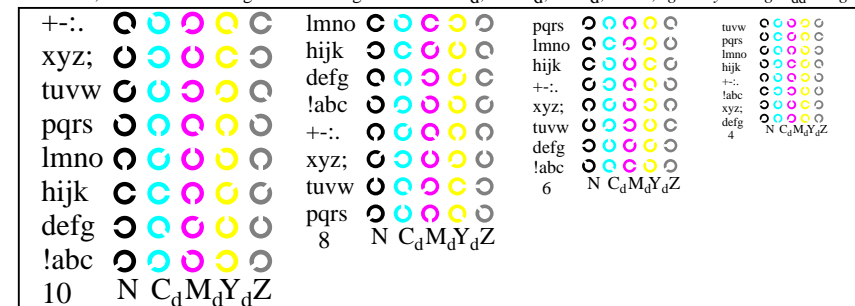 +-:.
xyz;
tuvw
pqrs
lmno
hijk
defg
!abc
10 N CdMdYdZ
lmno
hijk
defg
!abc
+-:.
xyz;
tuvw
pqrs
8 N CdMdYdZ
pqrs
lmno
hijk
+-:.
xyz;
tuvw
defg
!abc
6 N CdMdYdZ
tuvw
pqrs
lmno
hijk
+-:.
!abc
xyz;
defg
4 N CdMdYdZ